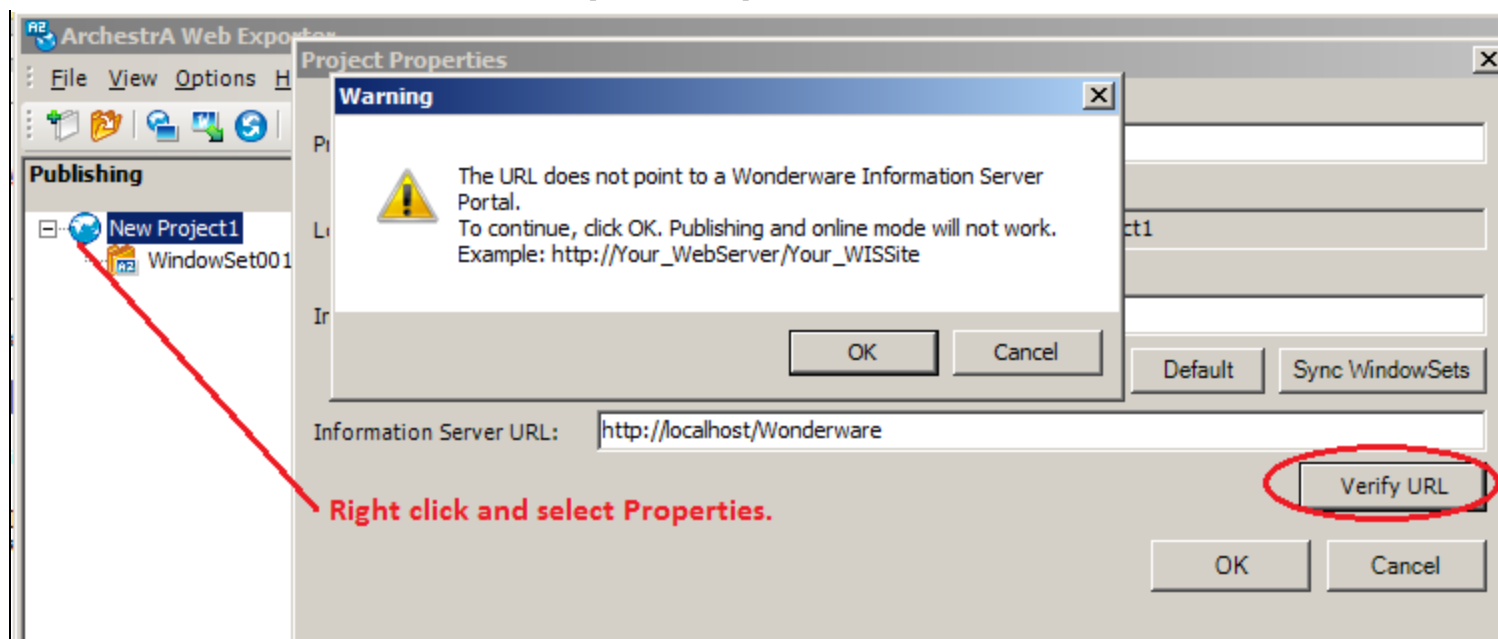 ArchestrA Web Exporter
File View Options H
Publishing
New Project1
WindowSet001
Project Properties
Warning
The URL does not point to a Wonderware Information Server
Portal.
To continue, click OK. Publishing and online mode will not work.
Example: http://Your_WebServer/Your_WISSite
OK Cancel
Pr
Lo
ct1
Ir
Default Sync WindowSets
Information Server URL: http://localhost/Wonderware
Verify URL
Right click and select Properties.
OK Cancel